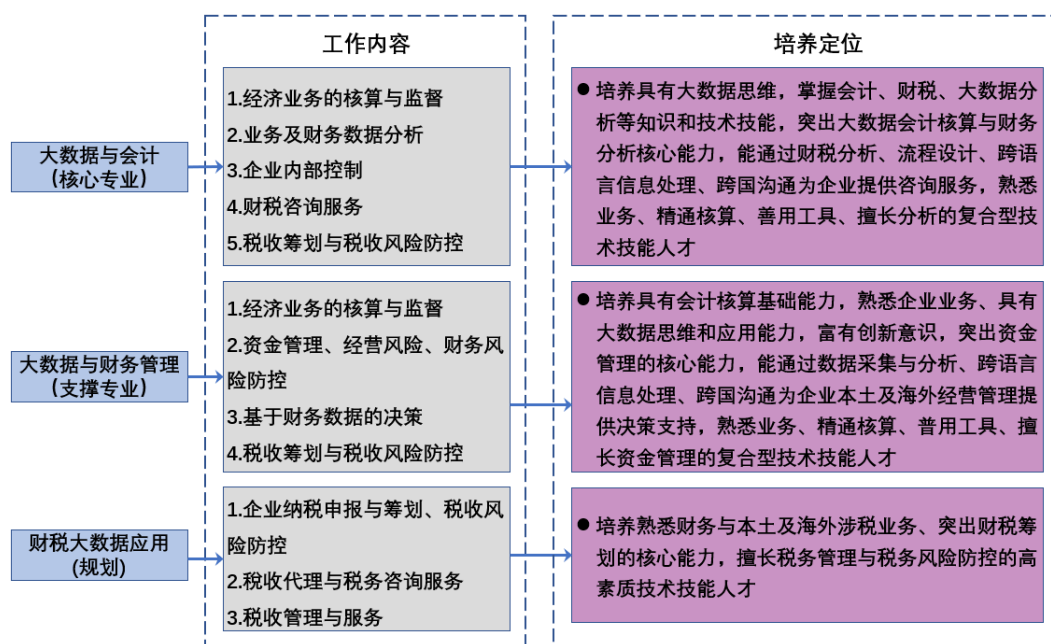 工作内容
培养定位
大数据与会计
(核心专业)
1.经济业务的核算与监督
2.业务及财务数据分析
3.企业内部控制
4.财税咨询服务
5.税收筹划与税收风险防控
● 培养具有大数据思维，掌握会计、财税、大数据分
析等知识和技术技能，突出大数据会计核算与财务
分析核心能力，能通过财税分析、流程设计、跨语
言信息处理、跨国沟通为企业提供咨询服务，熟悉
业务、精通核算、善用工具、擅长分析的复合型技
术技能人才
大数据与财务管理
(支撑专业)
1.经济业务的核算与监督
2.资金管理、经营风险、财务风
险防控
3.基于财务数据的决策
4.税收筹划与税收风险防控
● 培养具有会计核算基础能力，熟悉企业业务、具有
大数据思维和应用能力，富有创新意识，突出资金
管理的核心能力，能通过数据采集与分析、跨语言
信息处理、跨国沟通为企业本土及海外经营管理提
供决策支持，熟悉业务、精通核算、普用工具、擅
长资金管理的复合型技术技能人才
财税大数据应用
(规划)
1.企业纳税申报与筹划、税收风
险防控
2.税收代理与税务咨询服务
3.税收管理与服务
● 培养熟悉财务与本土及海外涉税业务、突出财税筹
划的核心能力，擅长税务管理与税务风险防控的高
素质技术技能人才